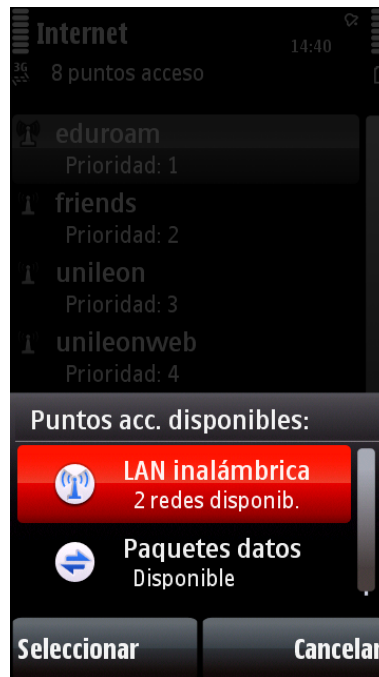 Internet
14:40
3G
8 puntos acceso
eduroam
Prioridad: 1
friends
Prioridad: 2
unileon
Prioridad: 3
unileonweb
Prioridad: 4
Puntos acc. disponibles:
LAN inalámbrica
2 redes disponib.
Paquetes datos
Disponible
Seleccionar
Cancelar